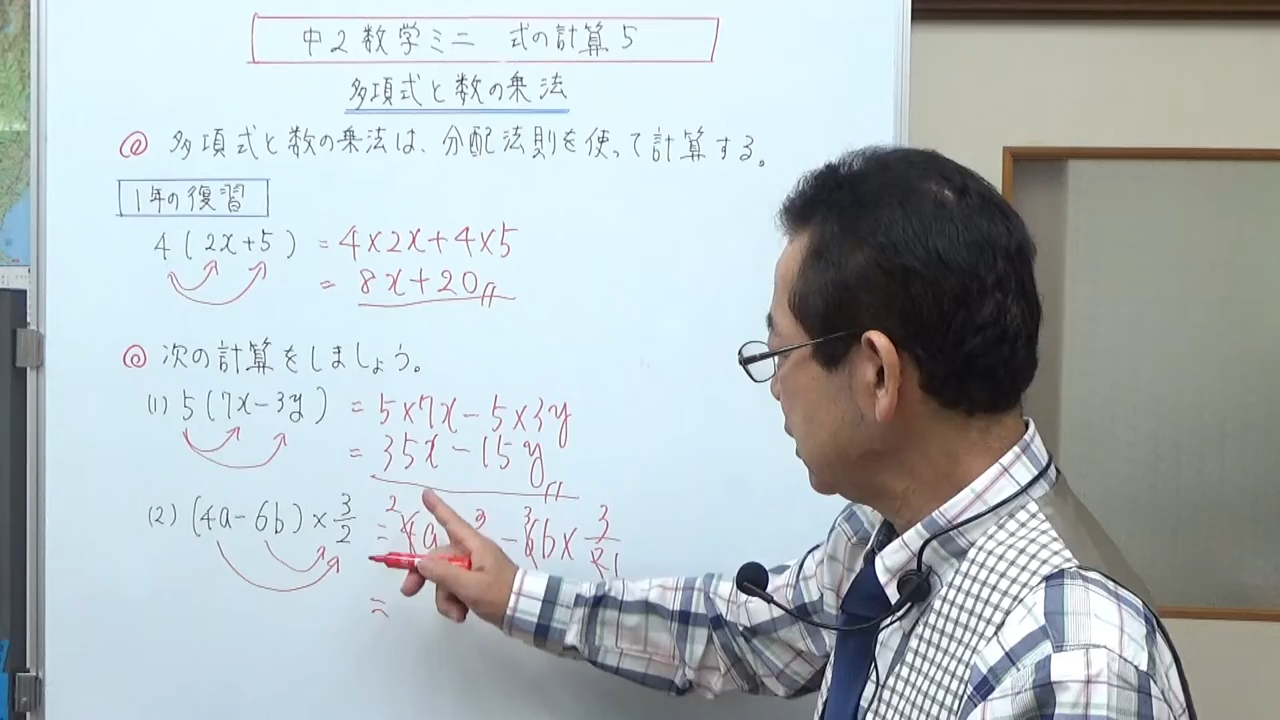 中2数学ミニ 式の計算5
多項式と数の乗法
◎ 多項式と数の乗法は、分配法則を使って計算する。
1年の復習
4(2x+5) = 4×2x+4×5
= 8x+20
◎ 次の計算をしましょう。
(1) 5(7x-3y) = 5×7x-5×3y
= 35x-15y
(2) (4a-6b)×3/2 = 4a 3 - 6b×3/2
=